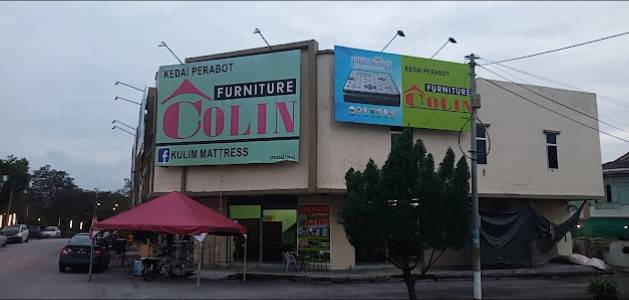 KEDAI PERABOT
FURNITURE
COLIN
KULIM MATTRESS
KEDAI PERABOT
FURNITURE
COLIN